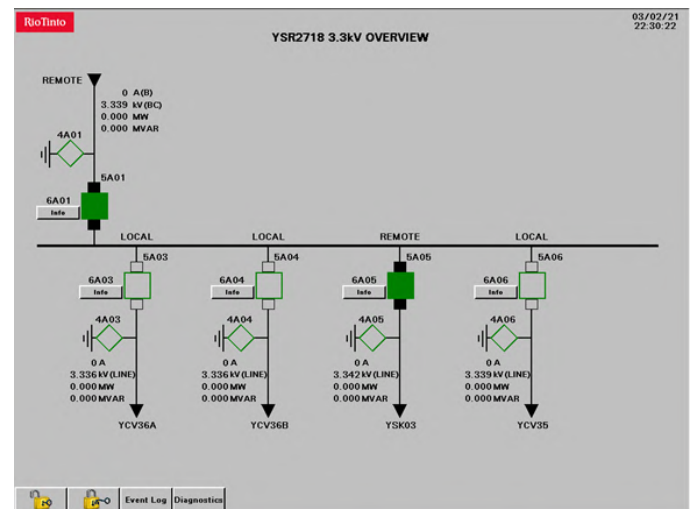 RioTinto
03/02/21
22:30:22
YSR2718 3.3kV OVERVIEW
REMOTE
0 A(B)
3.339 kV(BC)
0.000 MW
0.000 MVAR
4A01
5A01
6A01
Info
LOCAL
LOCAL
REMOTE
LOCAL
5A03
5A04
5A05
5A06
6A03
6A04
6A05
6A06
Info
Info
Info
Info
4A03
4A04
4A05
4A06
0 A
3.336 kV(LINE)
0.000 MW
0.000 MVAR
0 A
3.336 kV(LINE)
0.000 MW
0.000 MVAR
0 A
3.342 kV(LINE)
0.000 MW
0.000 MVAR
0 A
3.339 kV(LINE)
0.000 MW
0.000 MVAR
YCV36A
YCV36B
YSK03
YCV35
Event Log
Diagnostics